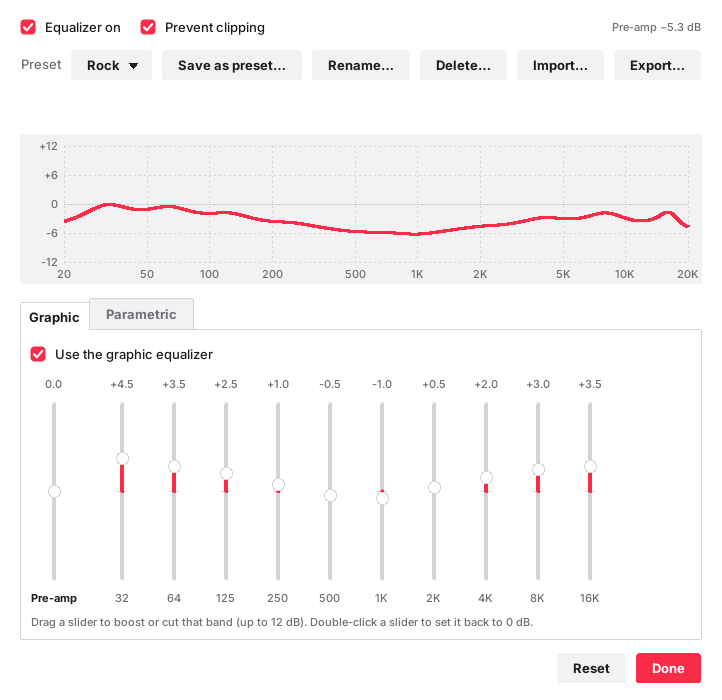 Equalizer on Prevent clipping Pre-amp −5.3 dB
Preset Rock Save as preset... Rename... Delete... Import... Export...
+12
+6
0
-6
-12
20 50 100 200 500 1K 2K 5K 10K 20K
Graphic Parametric
Use the graphic equalizer
0.0 +4.5 +3.5 +2.5 +1.0 -0.5 -1.0 +0.5 +2.0 +3.0 +3.5
Pre-amp 32 64 125 250 500 1K 2K 4K 8K 16K
Drag a slider to boost or cut that band (up to 12 dB). Double-click a slider to set it back to 0 dB.
Reset Done